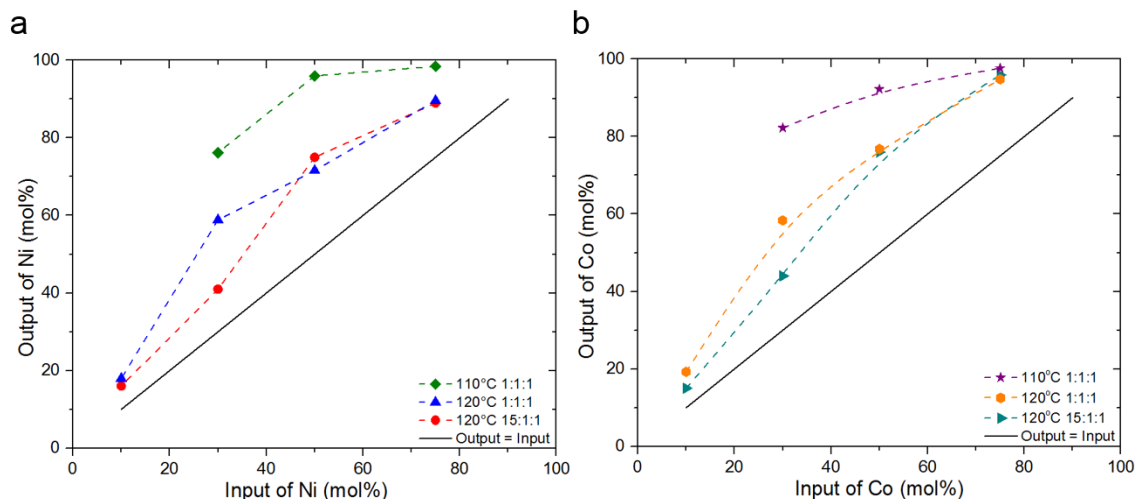 a
100
80
60
40
20
0
Output of Ni (mol%)
110°C 1:1:1
120°C 1:1:1
120°C 15:1:1
Output = Input
0 20 40 60 80 100
Input of Ni (mol%)
b
100
80
60
40
20
0
Output of Co (mol%)
110°C 1:1:1
120°C 1:1:1
120°C 15:1:1
Output = Input
0 20 40 60 80 100
Input of Co (mol%)